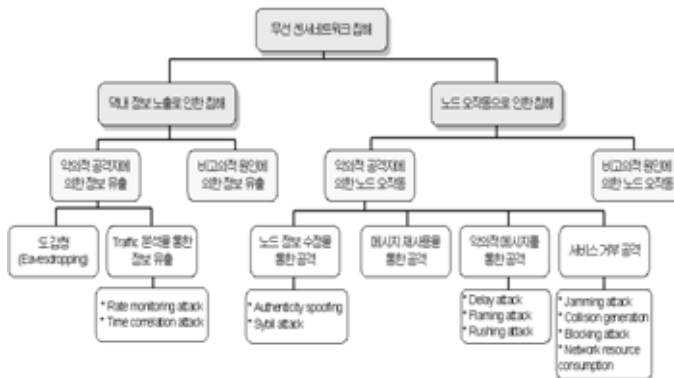 무선 센서네트워크 침해
댁내 정보 노출로 인한 침해
노드 오작동으로 인한 침해
악의적 공격자에
의한 정보 유출
비고의적 원인에
의한 정보 유출
악의적 공격자에
의한 노드 오작동
비고의적 원인에
의한 노드 오작동
도감청
(Eavesdropping)
Traffic 분석을 통한
정보 유출
노드 정보 수정을
통한 공격
메시지 재사용을
통한 공격
악의적 메시지를
통한 공격
서비스 거부 공격
* Rate monitoring attack
* Time correlation attack
* Authenticity spoofing
* Sybil attack
* Delay attack
* Flaming attack
* Rushing attack
* Jamming attack
* Collision generation
* Blocking attack
* Network resource
consumption